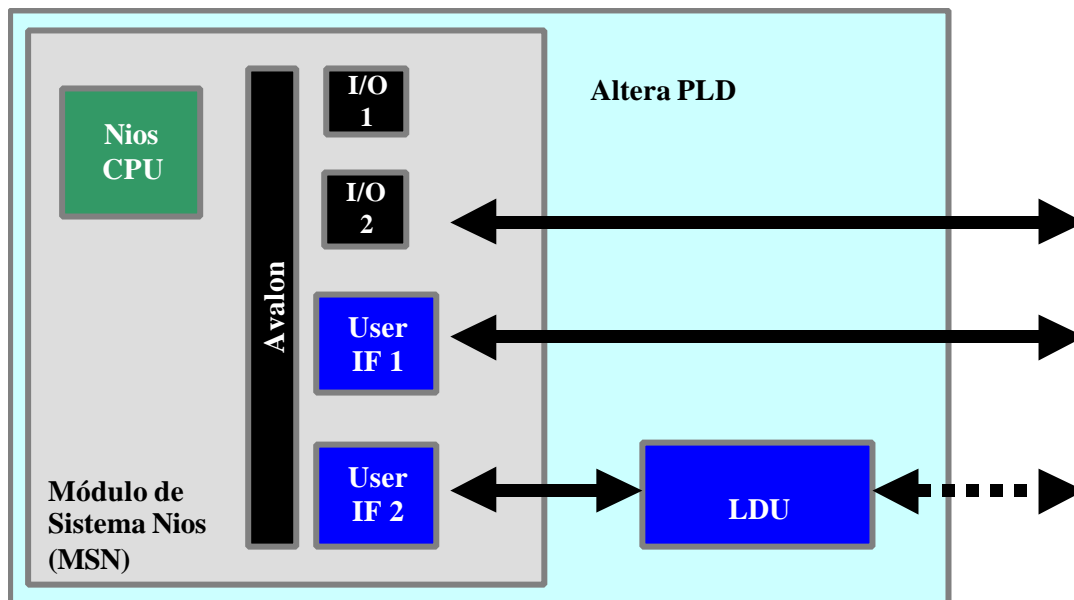 Nios
CPU
Avalon
I/O
1
I/O
2
User
IF 1
User
IF 2
Módulo de
Sistema Nios
(MSN)
Altera PLD
LDU